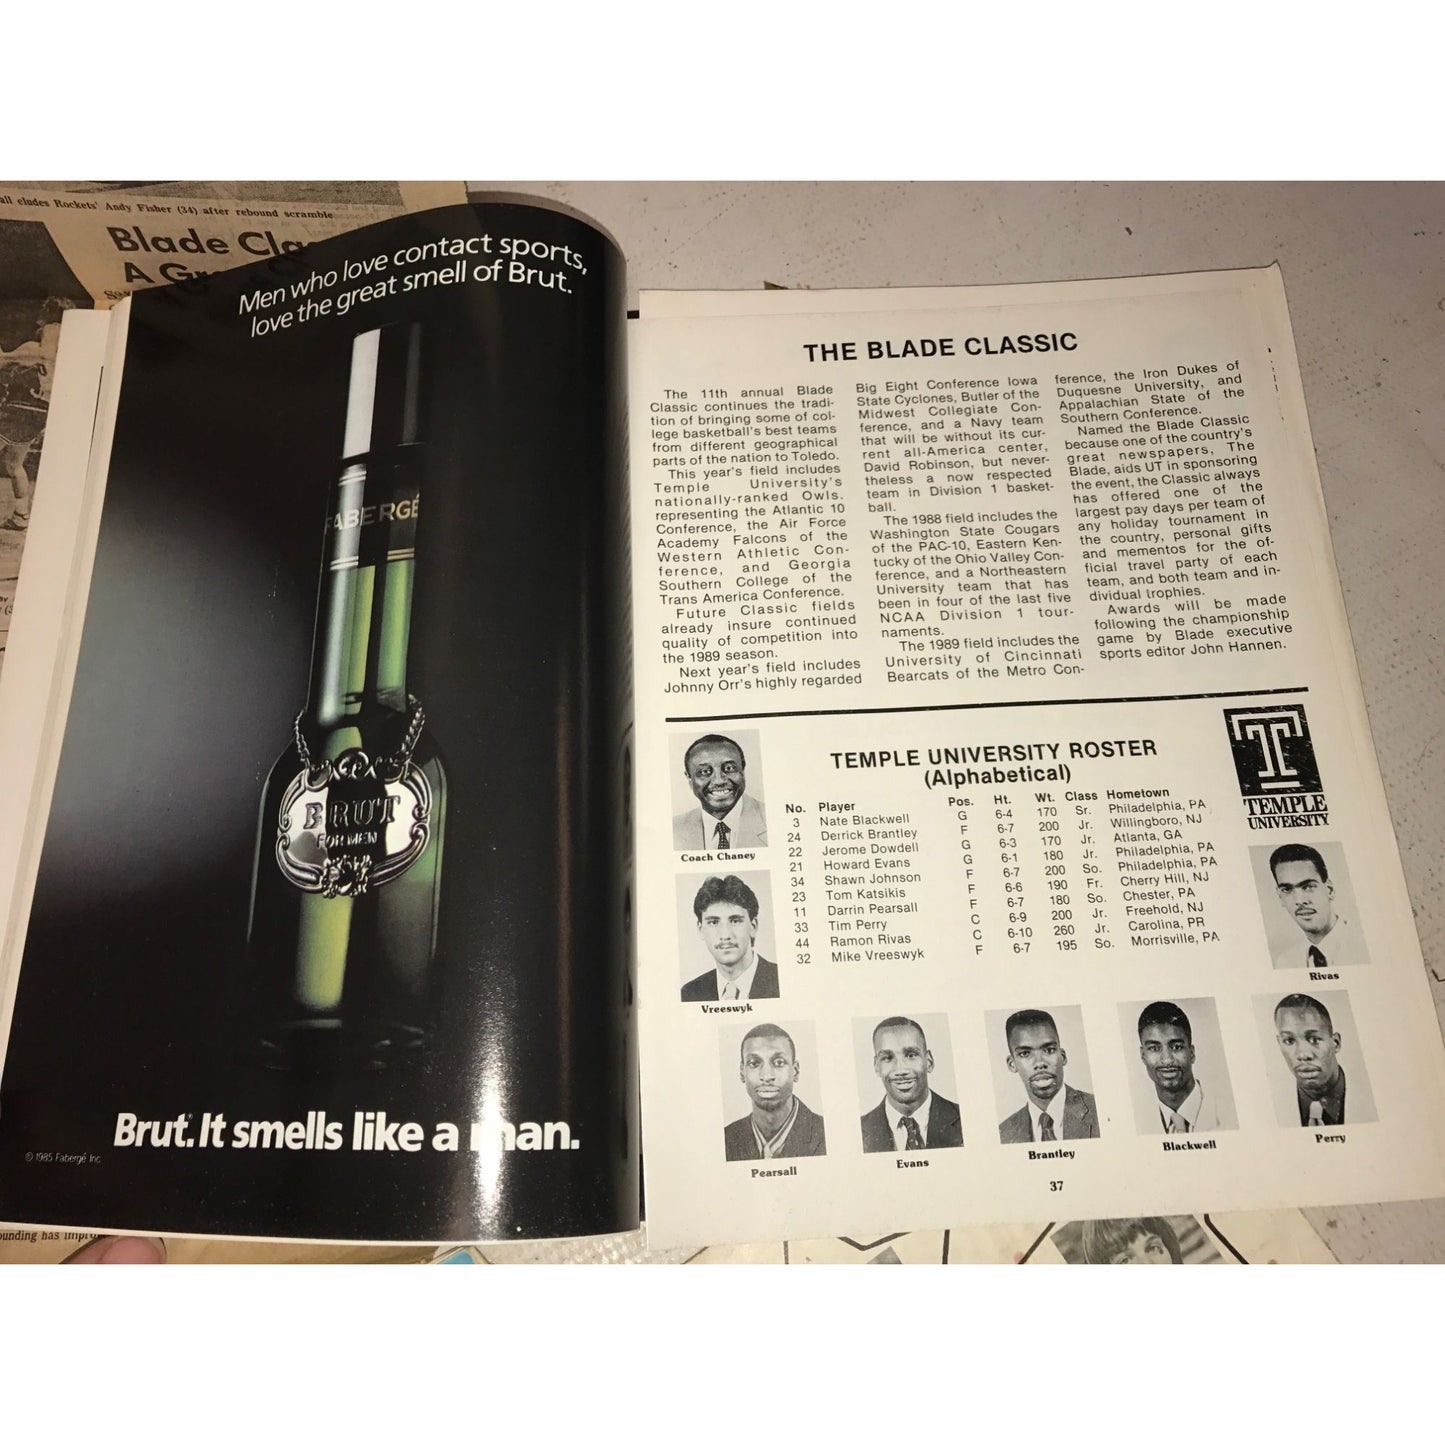 all eludes Rockets' Andy Fisher (34) after rebound scramble
Blade Cla
A Gr
Men who love contact sports,
love the great smell of Brut.
FABERGÉ
BRUT
FOR MEN
Brut. It smells like a man.
© 1985 Fabergé Inc
ounding has impro
THE BLADE CLASSIC
The 11th annual Blade
Classic continues the tradi-
tion of bringing some of col-
lege basketball's best teams
from different geographical
parts of the nation to Toledo.
This year's field includes
Temple University's
nationally-ranked Owls.
representing the Atlantic 10
Conference, the Air Force
Academy Falcons of the
Western Athletic Con-
ference, and Georgia
Southern College of the
Trans America Conference.
Future Classic fields
already insure continued
quality of competition into
the 1989 season.
Next year's field includes
Johnny Orr's highly regarded
Big Eight Conference Iowa
State Cyclones, Butler of the
Midwest Collegiate Con-
ference, and a Navy team
that will be without its cur-
rent all-America center,
David Robinson, but never-
theless a now respected
team in Division 1 basket-
ball.
The 1988 field includes the
Washington State Cougars
of the PAC-10, Eastern Ken-
tucky of the Ohio Valley Con-
ference, and a Northeastern
University team that has
been in four of the last five
NCAA Division 1 tour-
naments.
The 1989 field includes the
University of Cincinnati
Bearcats of the Metro Con-
ference, the Iron Dukes of
Duquesne University, and
Appalachian State of the
Southern Conference.
Named the Blade Classic
because one of the country's
great newspapers, The
Blade, aids UT in sponsoring
the event, the Classic always
has offered one of the
largest pay days per team of
any holiday tournament in
the country, personal gifts
and mementos for the of-
ficial travel party of each
team, and both team and in-
dividual trophies.
Awards will be made
following the championship
game by Blade executive
sports editor John Hannen.
TEMPLE UNIVERSITY ROSTER
(Alphabetical)
No. Player Pos. Ht. Wt. Class Hometown
3 Nate Blackwell G 6-4 170 Sr. Philadelphia, PA
24 Derrick Brantley F 6-7 200 Jr. Willingboro, NJ
22 Jerome Dowdell G 6-3 170 Jr. Atlanta, GA
21 Howard Evans G 6-1 180 Jr. Philadelphia, PA
34 Shawn Johnson F 6-7 200 So. Philadelphia, PA
23 Tom Katsikis F 6-6 190 Fr. Cherry Hill, NJ
11 Darrin Pearsall F 6-7 180 So. Chester, PA
33 Tim Perry C 6-9 200 Jr. Freehold, NJ
44 Ramon Rivas C 6-10 260 Jr. Carolina, PR
32 Mike Vreeswyk F 6-7 195 So. Morrisville, PA
TEMPLE
UNIVERSITY
Coach Chaney
Vreeswyk
Rivas
Pearsall
Evans
Brantley
Blackwell
Perry
37